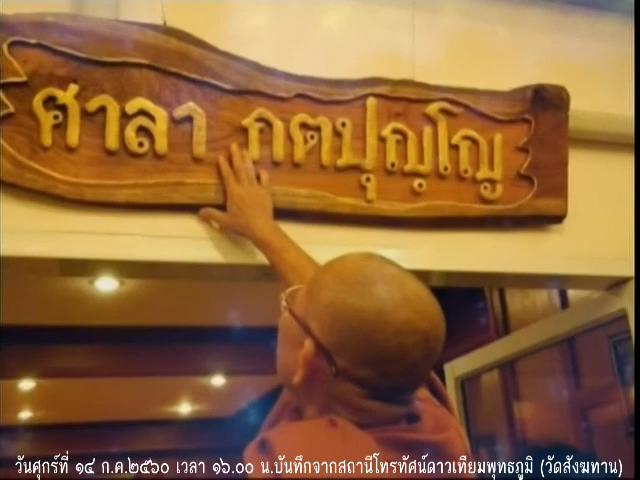 ศาลา กตปุญฺโญ
วันศุกร์ที่ ๑๔ ก.ค.๒๕๖๐ เวลา ๑๖.๐๐ น.บันทึกจากสถานีโทรทัศน์ดาวเทียมพุทธภูมิ (วัดสังฆทาน)